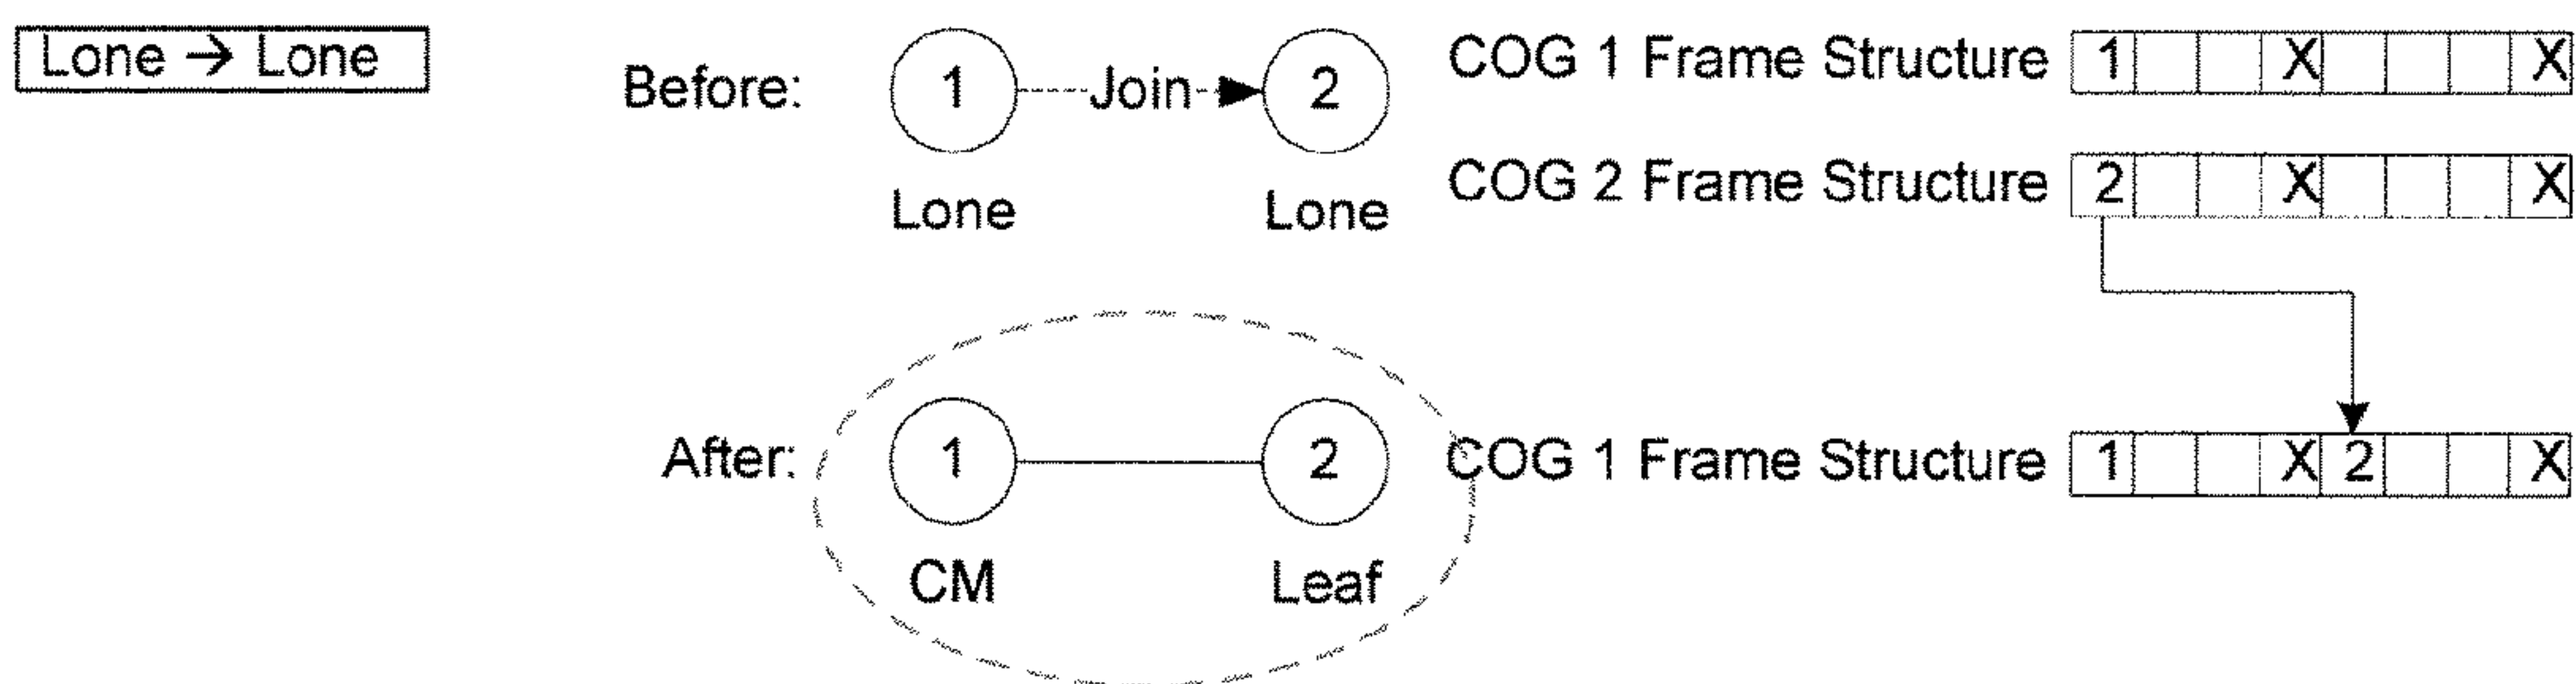 Lone → Lone
Before:
1
Join
2
Lone
Lone
COG 1 Frame Structure 1 X X
COG 2 Frame Structure 2 X X
After:
1
2
CM
Leaf
COG 1 Frame Structure 1 X 2 X